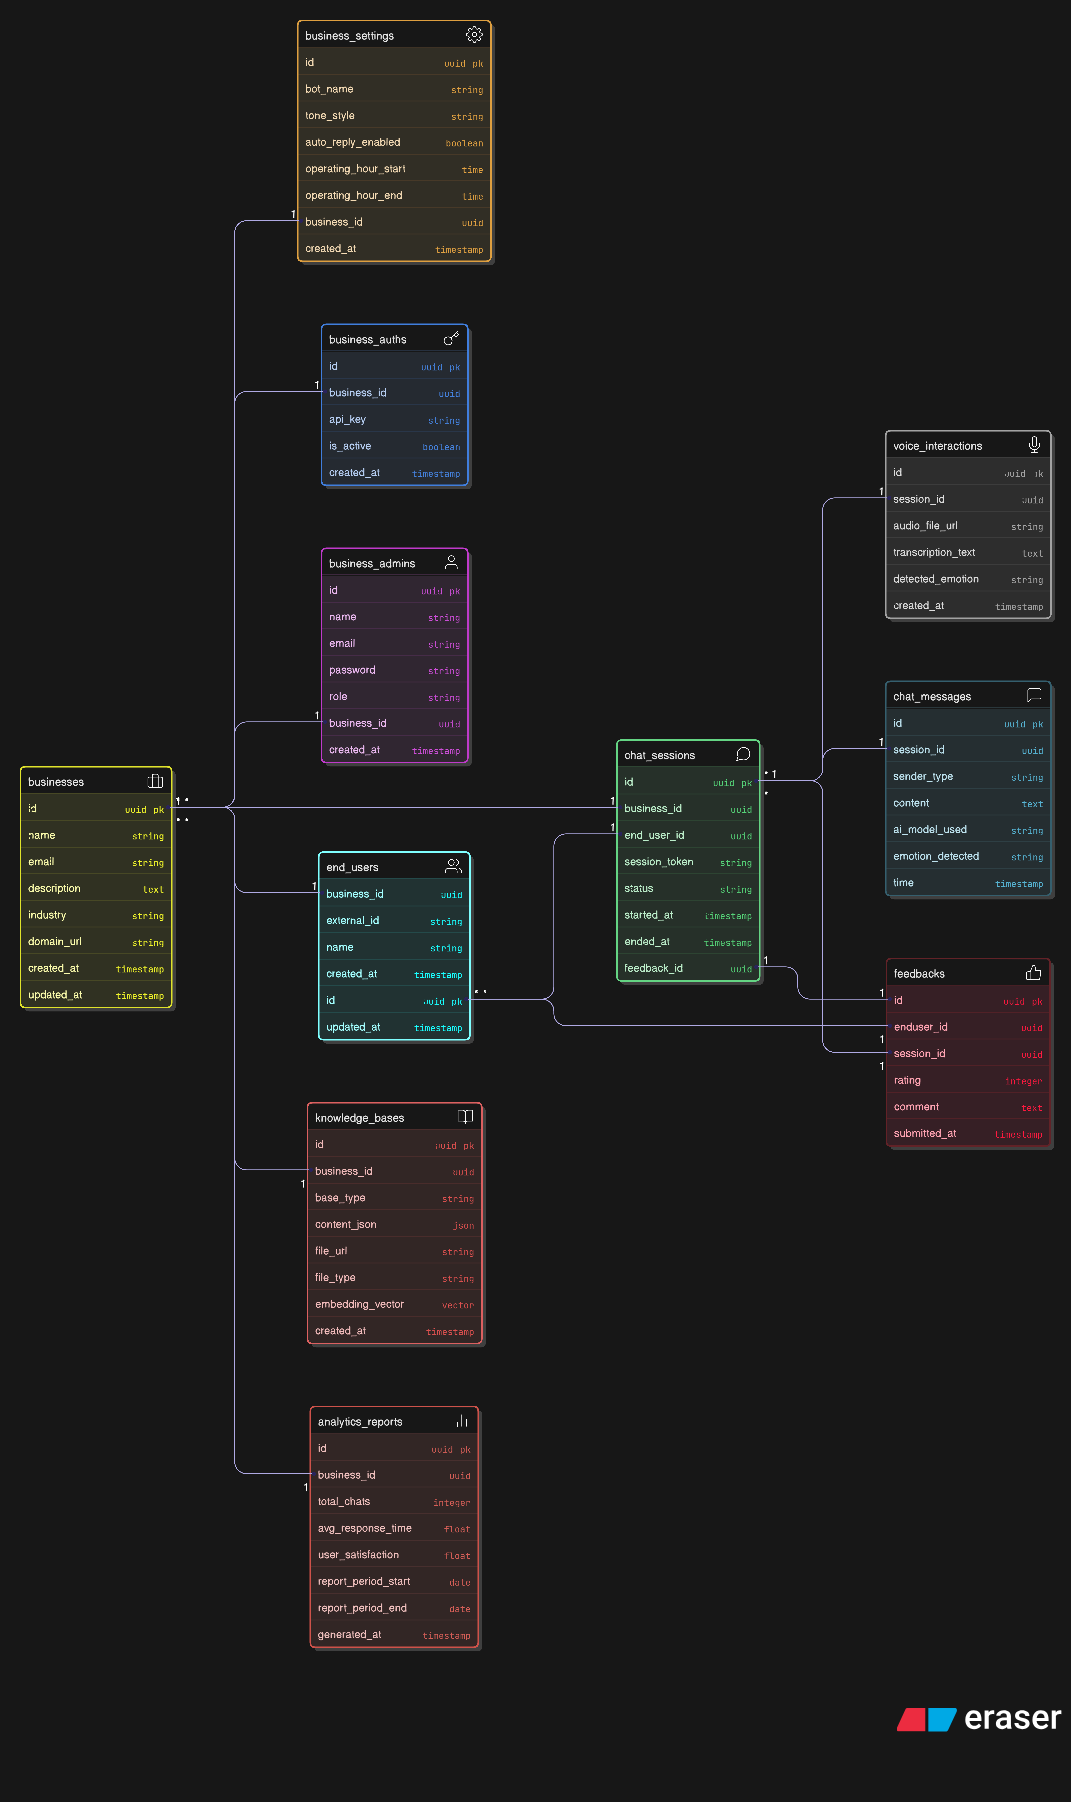 business_settings
id uuid pk
bot_name string
tone_style string
auto_reply_enabled boolean
operating_hour_start time
operating_hour_end time
1
business_id uuid
created_at timestamp
business_auths
id uuid pk
1
business_id uuid
api_key string
is_active boolean
created_at timestamp
business_admins
id uuid pk
name string
email string
password string
role string
1
business_id uuid
created_at timestamp
businesses
id uuid pk
1
name string
email string
description text
industry string
domain_url string
created_at timestamp
updated_at timestamp
end_users
1
business_id uuid
external_id string
name string
created_at timestamp
id uuid pk
updated_at timestamp
knowledge_bases
id uuid pk
business_id uuid
1
base_type string
content_json json
file_url string
file_type string
embedding_vector vector
created_at timestamp
analytics_reports
id uuid pk
business_id uuid
1
total_chats integer
avg_response_time float
user_satisfaction float
report_period_start date
report_period_end date
generated_at timestamp
chat_sessions
id uuid pk
1
1
business_id uuid
1
end_user_id uuid
session_token string
status string
started_at timestamp
ended_at timestamp
feedback_id uuid
1
voice_interactions
id uuid pk
1
session_id uuid
audio_file_url string
transcription_text text
detected_emotion string
created_at timestamp
chat_messages
id uuid pk
1
session_id uuid
sender_type string
content text
ai_model_used string
emotion_detected string
time timestamp
feedbacks
1
id uuid pk
enduser_id uuid
1
session_id uuid
1
rating integer
comment text
submitted_at timestamp
eraser